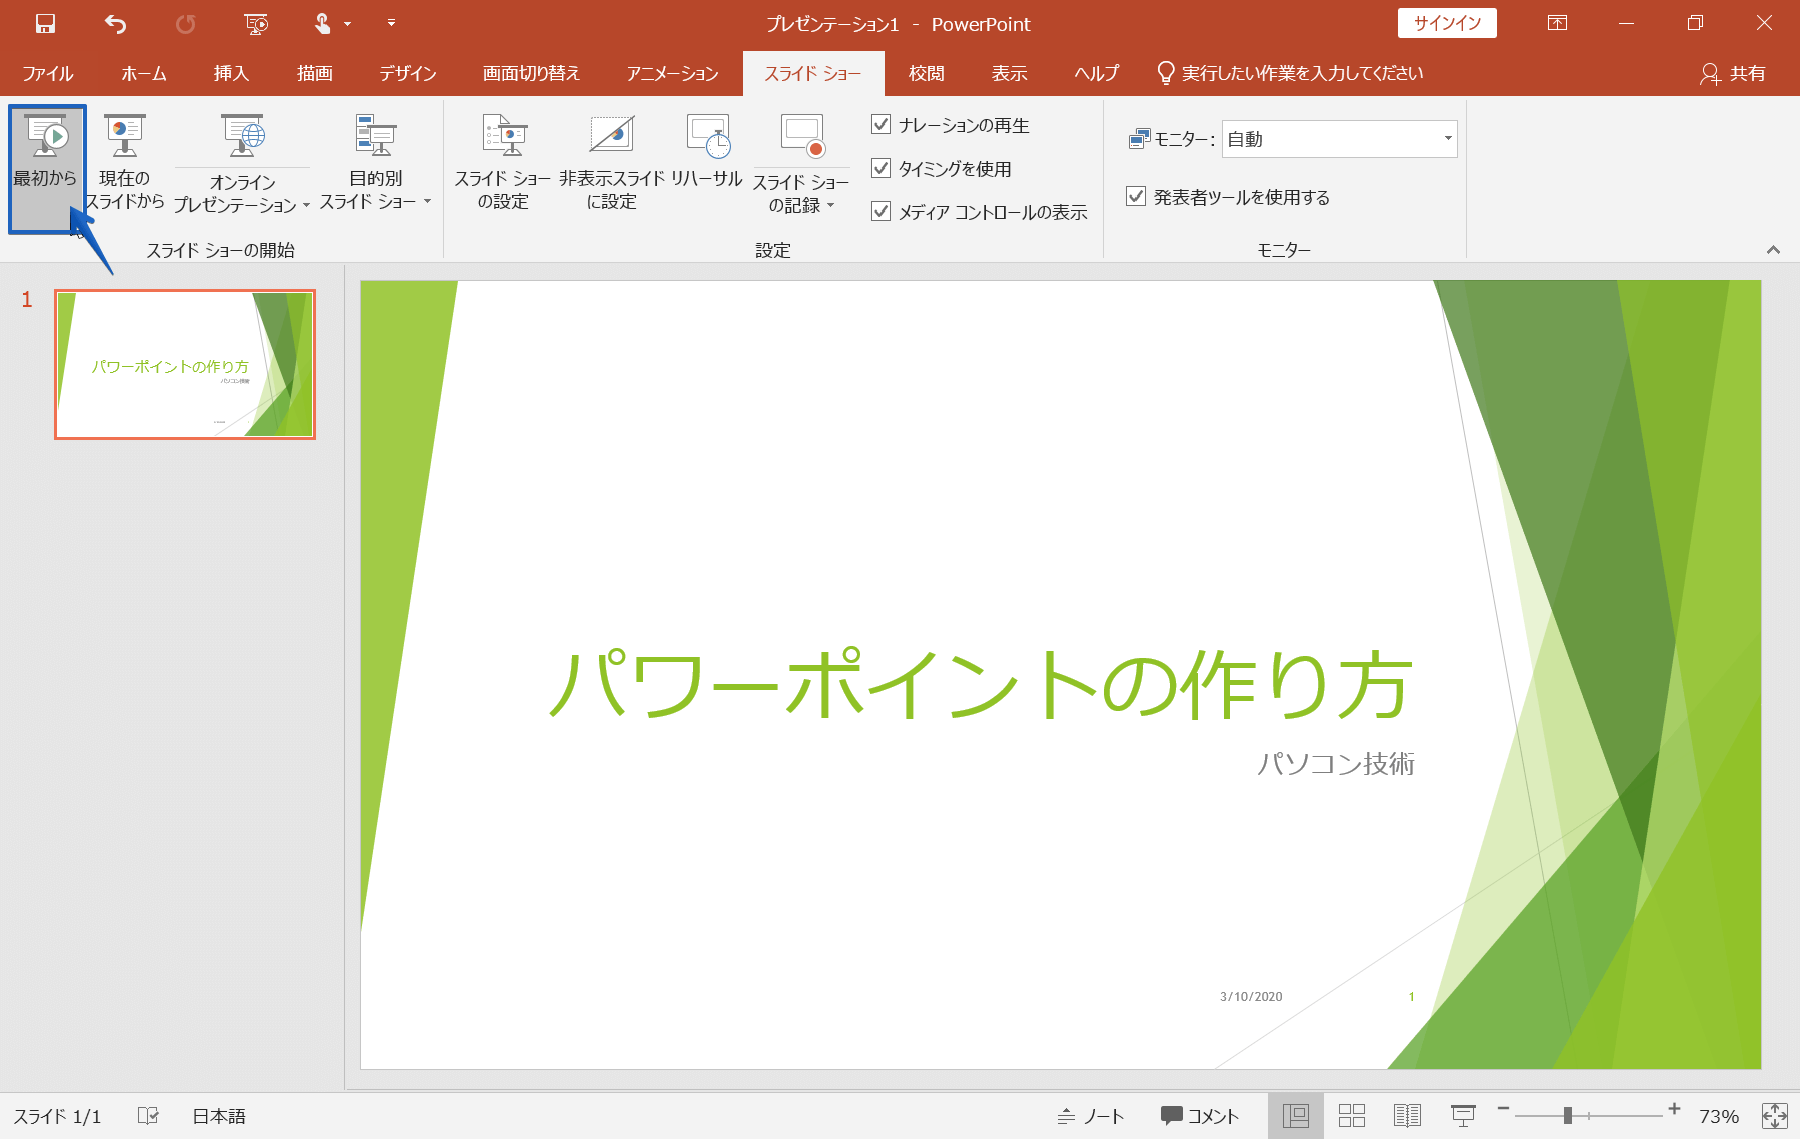 プレゼンテーション1 - PowerPoint
サインイン
ファイル ホーム 挿入 描画 デザイン 画面切り替え アニメーション スライド ショー 校閲 表示 ヘルプ 実行したい作業を入力してください 共有
最初から
現在の
スライドから
オンライン
プレゼンテーション
目的別
スライド ショー
スライド ショーの開始
スライド ショー
の設定
非表示スライド
に設定
リハーサル
スライド ショー
の記録
ナレーションの再生
タイミングを使用
メディア コントロールの表示
設定
モニター: 自動
発表者ツールを使用する
モニター
1
パワーポイントの作り方
パソコン技術
パワーポイントの作り方
パソコン技術
3/10/2020 1
スライド 1/1 日本語 ノート コメント 73%